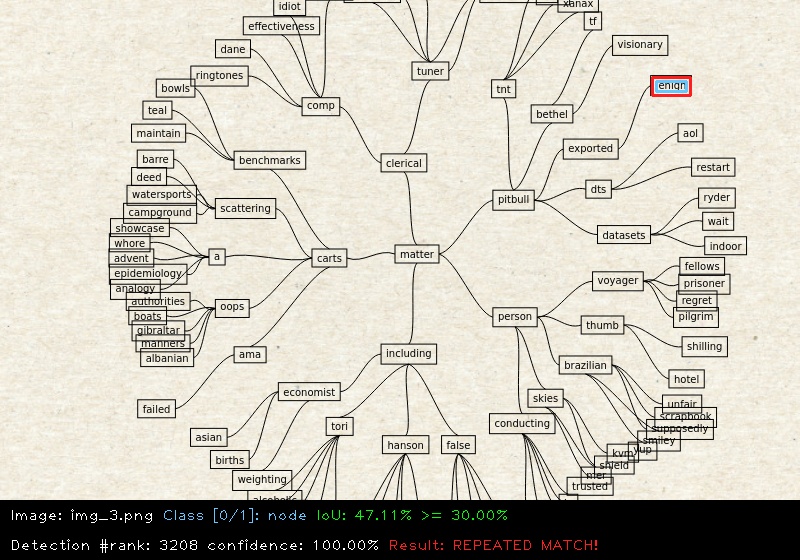 idiot
xanax
effectiveness
tf
dane
visionary
tuner
ringtones
bowls
tnt
comp
teal
bethel
maintain
aol
exported
barre
benchmarks
clerical
restart
deed
dts
watersports
pitbull
ryder
campground
scattering
wait
showcase
datasets
whore
indoor
advent
a
carts
matter
fellows
epidemiology
voyager
prisoner
analogy
regret
authorities
oops
person
pilgrim
boats
thumb
gibraltar
shilling
manners
ama
including
albanian
brazilian
hotel
economist
skies
failed
unfair
scrapbook
conducting
supposedly
asian
tori
hanson
false
smiley
yup
births
kvm
shield
weighting
mer
trusted
alcoholic
Image: img_3.png Class [0/1]: node IoU: 47.11% >= 30.00%
Detection #rank: 3208 confidence: 100.00% Result: REPEATED MATCH!